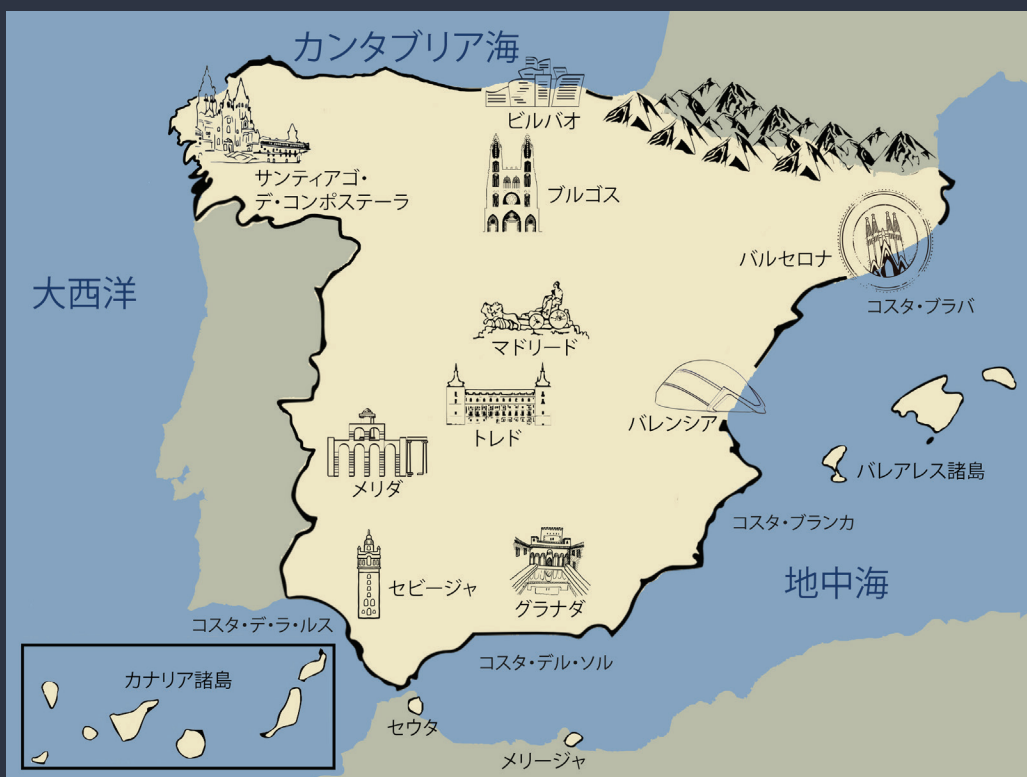 カンタブリア海
ビルバオ
サンティアゴ・
デ・コンポステーラ
ブルゴス
バルセロナ
大西洋
コスタ・ブラバ
マドリード
バレンシア
トレド
バレアレス諸島
メリダ
コスタ・ブランカ
地中海
セビージャ
グラナダ
コスタ・デ・ラ・ルス
コスタ・デル・ソル
カナリア諸島
セウタ
メリージャ